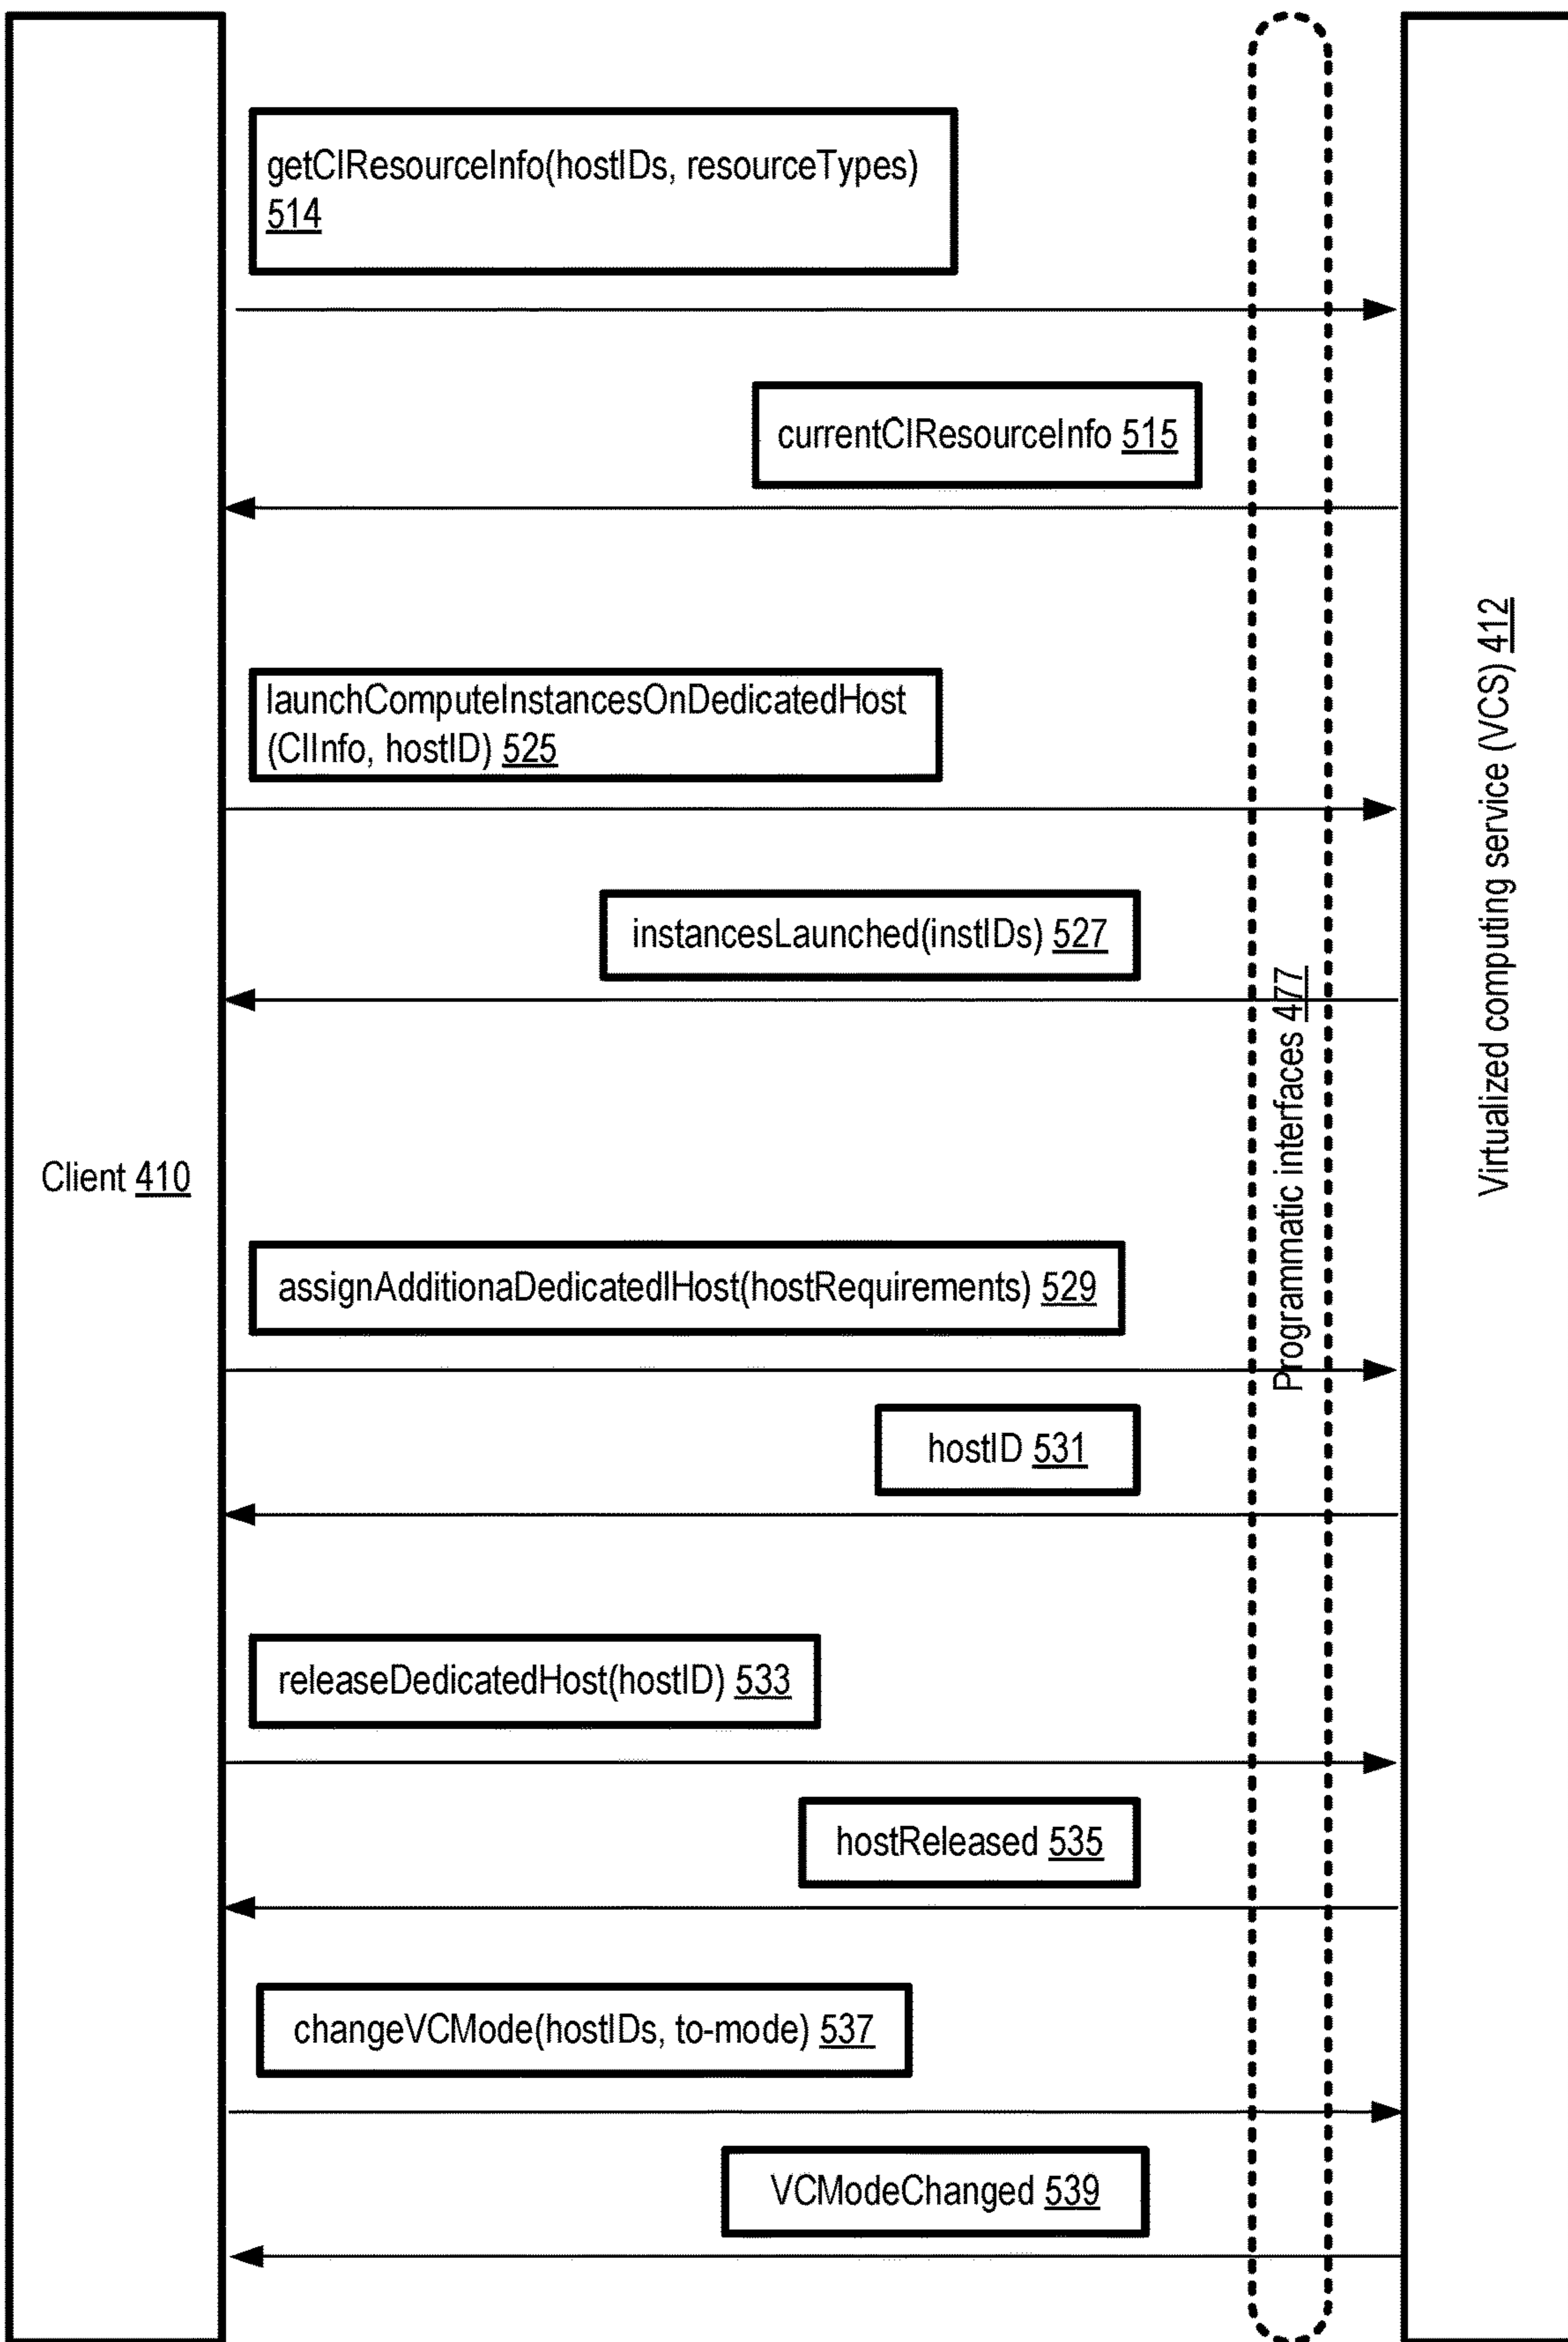 getCIResourceInfo(hostIDs, resourceTypes)
514
currentCIResourceInfo 515
launchComputeInstancesOnDedicatedHost
(CIInfo, hostID) 525
instancesLaunched(instIDs) 527
Client 410
Programmatic interfaces 477
Virtualized computing service (VCS) 412
assignAdditionaDedicatedlHost(hostRequirements) 529
hostID 531
releaseDedicatedHost(hostID) 533
hostReleased 535
changeVCMode(hostIDs, to-mode) 537
VCModeChanged 539